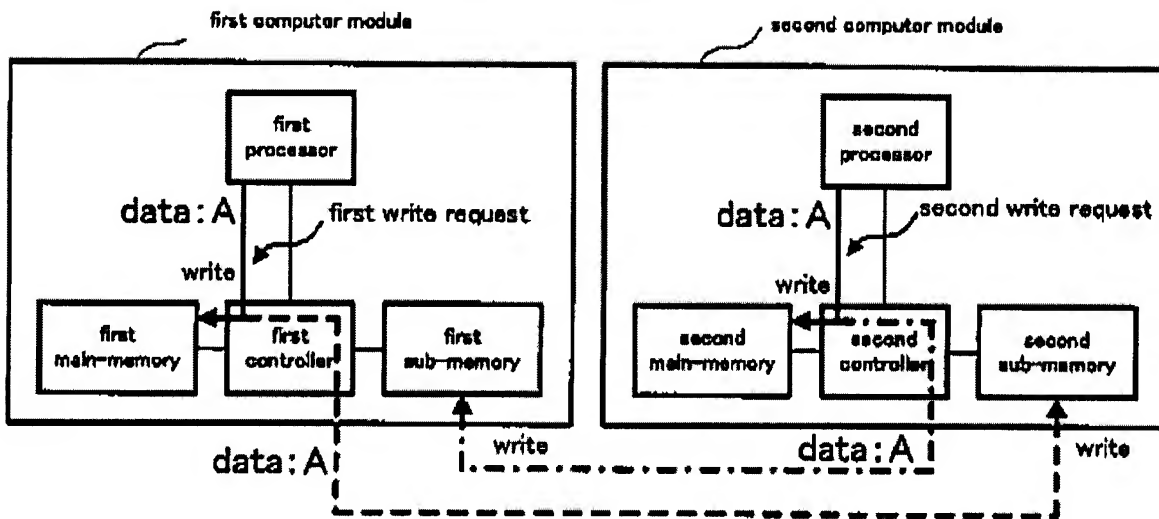 first computer module
second computer module
first
processor
second
processor
data:A
first write request
data:A
second write request
write
write
first
main-memory
first
controller
first
sub-memory
second
main-memory
second
controller
second
sub-memory
data:A
write
data:A
write